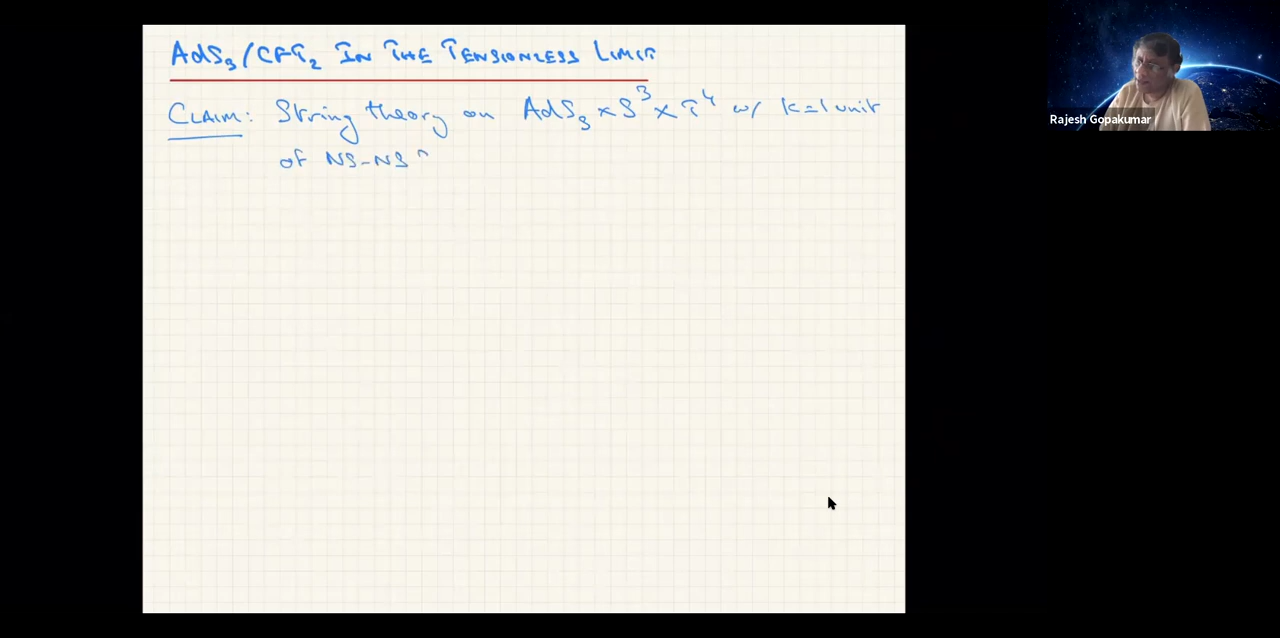 AdS₃/CFT₂ IN THE TENSIONLESS LIMIT
CLAIM: String theory on AdS₃ × S³ × T⁴ w/ k=1 unit
of NS-NS
Rajesh Gopakumar